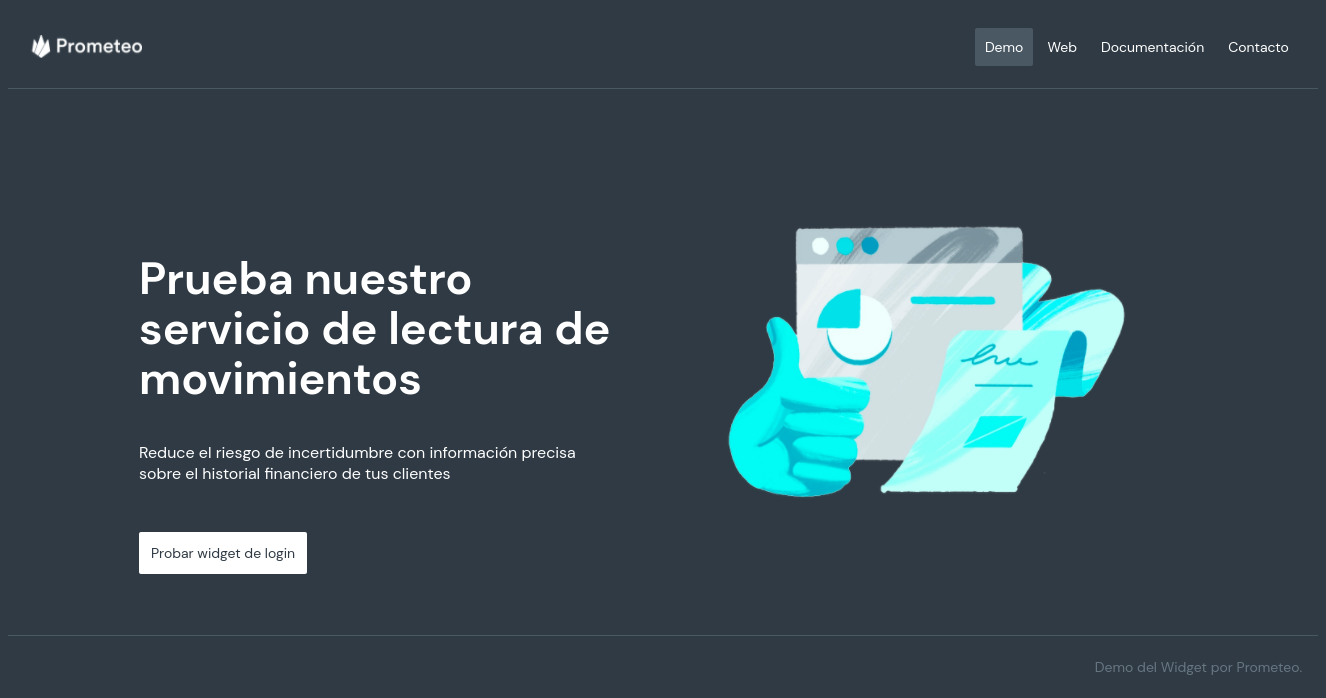 Prometeo
Demo
Web
Documentación
Contacto
Prueba nuestro
servicio de lectura de
movimientos
Reduce el riesgo de incertidumbre con información precisa
sobre el historial financiero de tus clientes
Probar widget de login
Demo del Widget por Prometeo.